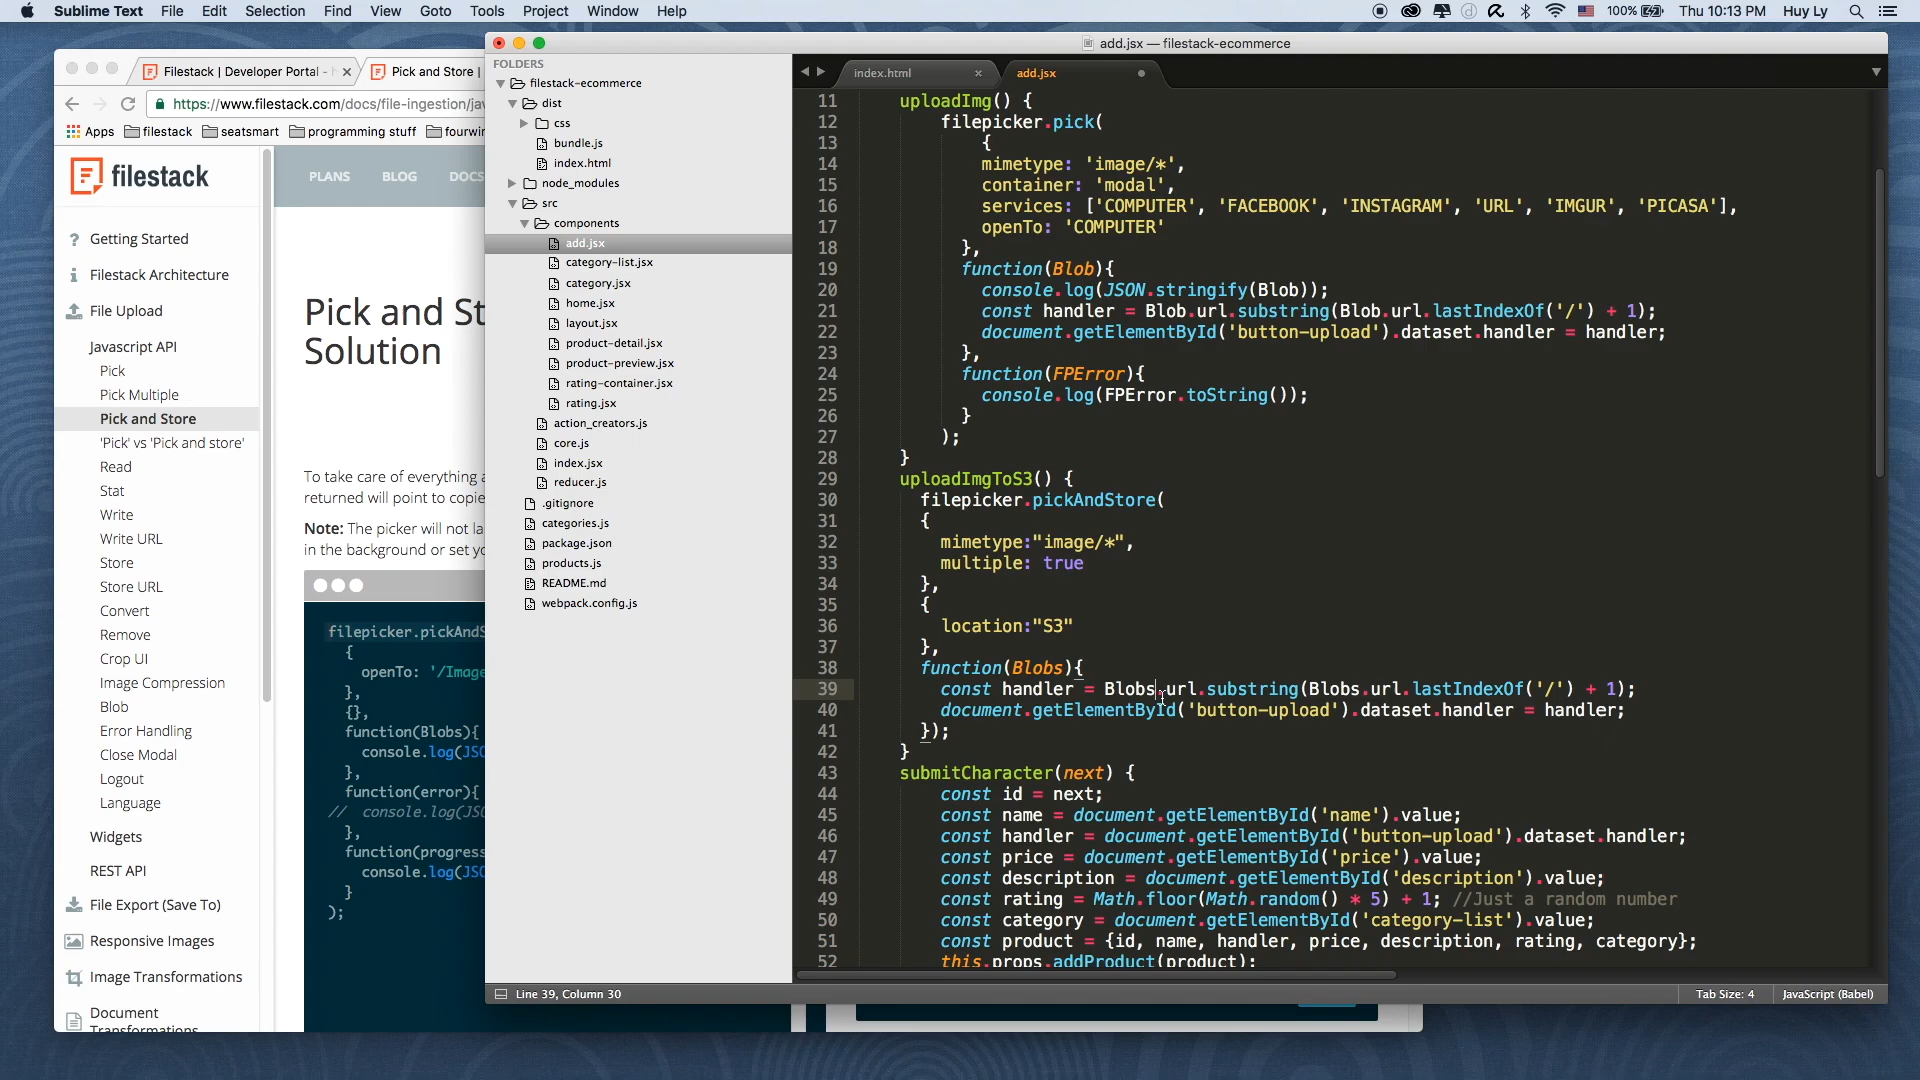 Sublime Text File Edit Selection Find View Goto Tools Project Window Help
100% Thu 10:13 PM Huy Ly
Filestack | Developer Portal -
Pick and Store |
https://www.filestack.com/docs/file-ingestion/jav
Apps filestack seatsmart programming stuff fourwin
filestack
PLANS BLOG DOCS
Getting Started
Filestack Architecture
File Upload
Javascript API
Pick
Pick Multiple
Pick and Store
'Pick' vs 'Pick and store'
Read
Stat
Write
Write URL
Store
Store URL
Convert
Remove
Crop UI
Image Compression
Blob
Error Handling
Close Modal
Logout
Language
Widgets
REST API
File Export (Save To)
Responsive Images
Image Transformations
Document
Transformations
Pick and St
Solution
To take care of everything a
returned will point to copie
Note: The picker will not la
in the background or set yo
filepicker.pickAndS
{
openTo: '/Image
},
{},
function(Blobs){
console.log(JSO
},
function(error){
// console.log(JSO
},
function(progress
console.log(JSO
}
);
add.jsx — filestack-ecommerce
FOLDERS
filestack-ecommerce
dist
css
bundle.js
index.html
node_modules
src
components
add.jsx
category-list.jsx
category.jsx
home.jsx
layout.jsx
product-detail.jsx
product-preview.jsx
rating-container.jsx
rating.jsx
action_creators.js
core.js
index.jsx
reducer.js
.gitignore
categories.js
package.json
products.js
README.md
webpack.config.js
index.html
add.jsx
11 uploadImg() {
12 filepicker.pick(
13 {
14 mimetype: 'image/*',
15 container: 'modal',
16 services: ['COMPUTER', 'FACEBOOK', 'INSTAGRAM', 'URL', 'IMGUR', 'PICASA'],
17 openTo: 'COMPUTER'
18 },
19 function(Blob){
20 console.log(JSON.stringify(Blob));
21 const handler = Blob.url.substring(Blob.url.lastIndexOf('/') + 1);
22 document.getElementById('button-upload').dataset.handler = handler;
23 },
24 function(FPError){
25 console.log(FPError.toString());
26 }
27 );
28 }
29 uploadImgToS3() {
30 filepicker.pickAndStore(
31 {
32 mimetype:"image/*",
33 multiple: true
34 },
35 {
36 location:"S3"
37 },
38 function(Blobs){
39 const handler = Blobs.url.substring(Blobs.url.lastIndexOf('/') + 1);
40 document.getElementById('button-upload').dataset.handler = handler;
41 });
42 }
43 submitCharacter(next) {
44 const id = next;
45 const name = document.getElementById('name').value;
46 const handler = document.getElementById('button-upload').dataset.handler;
47 const price = document.getElementById('price').value;
48 const description = document.getElementById('description').value;
49 const rating = Math.floor(Math.random() * 5) + 1; //Just a random number
50 const category = document.getElementById('category-list').value;
51 const product = {id, name, handler, price, description, rating, category};
52 this.props.addProduct(product);
Line 39, Column 30
Tab Size: 4
JavaScript (Babel)